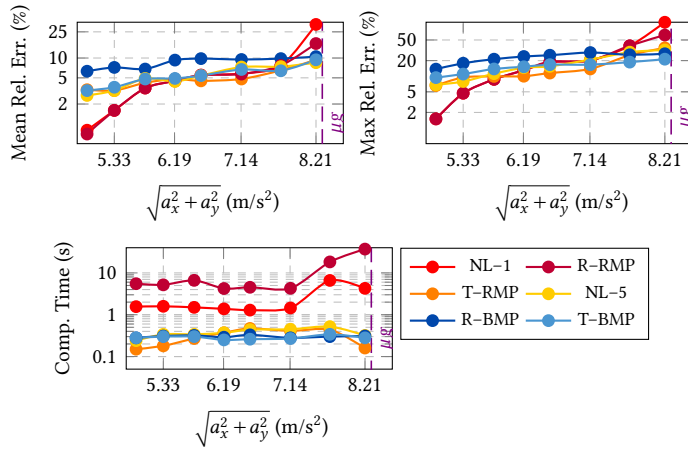 Mean Rel. Err. (%)
25
10
5
2
5.33 6.19 7.14 8.21
μg
√a_x^2 + a_y^2 (m/s^2)
Max Rel. Err. (%)
50
20
5
2
5.33 6.19 7.14 8.21
μg
√a_x^2 + a_y^2 (m/s^2)
Comp. Time (s)
10
1
0.1
5.33 6.19 7.14 8.21
μg
√a_x^2 + a_y^2 (m/s^2)
NL-1 R-RMP
T-RMP NL-5
R-BMP T-BMP